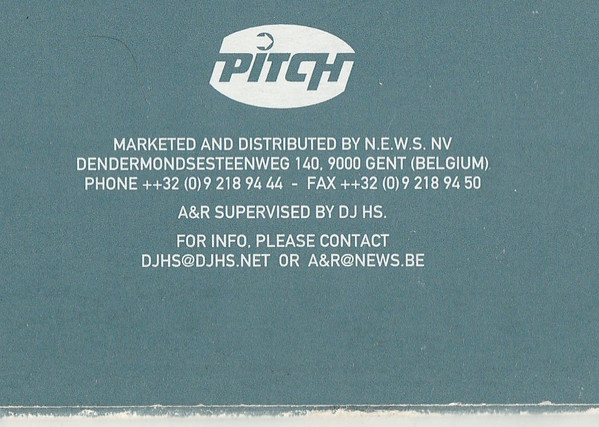 PITCH
MARKETED AND DISTRIBUTED BY N.E.W.S. NV
DENDERMONDSESTEENWEG 140, 9000 GENT (BELGIUM)
PHONE ++32 (0)9 218 94 44 - FAX ++32 (0)9 218 94 50
A&R SUPERVISED BY DJ HS.
FOR INFO, PLEASE CONTACT
DJHS@DJHS.NET OR A&R@NEWS.BE